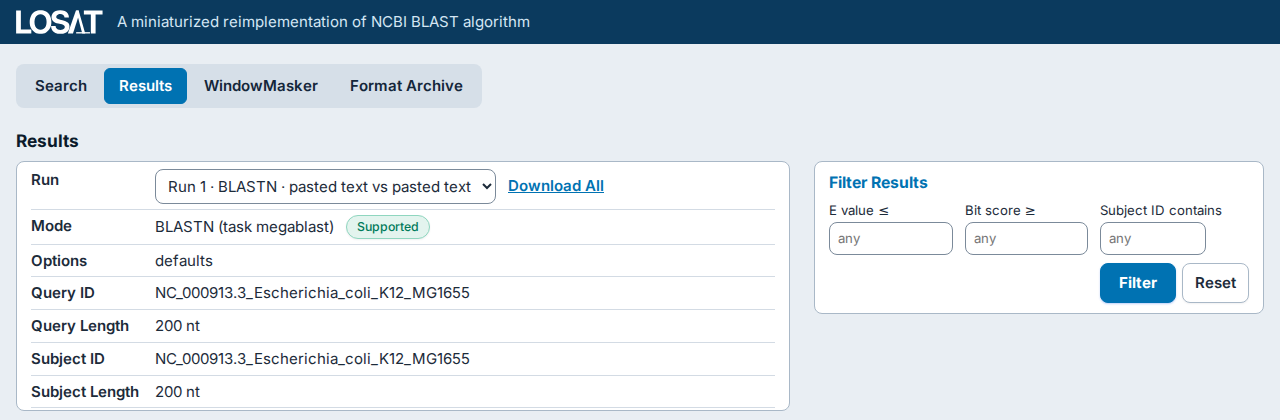 LOSAT A miniaturized reimplementation of NCBI BLAST algorithm
Search Results WindowMasker Format Archive
Results
Run Run 1 · BLASTN · pasted text vs pasted text Download All
Mode BLASTN (task megablast) Supported
Options defaults
Query ID NC_000913.3_Escherichia_coli_K12_MG1655
Query Length 200 nt
Subject ID NC_000913.3_Escherichia_coli_K12_MG1655
Subject Length 200 nt
Filter Results
E value ≤ Bit score ≥ Subject ID contains
any any any
Filter Reset